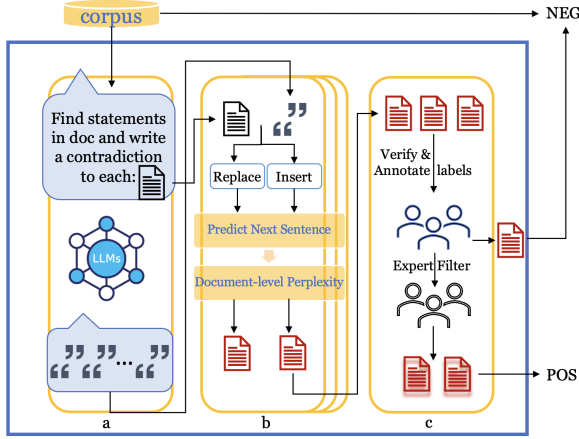 corpus
NEG
Find statements
in doc and write
a contradiction
to each:
LLMs
“ ” “ ” ... “ ”
a
“ ”
Replace
Insert
Predict Next Sentence
Document-level Perplexity
b
Verify &
Annotate labels
Expert Filter
POS
c